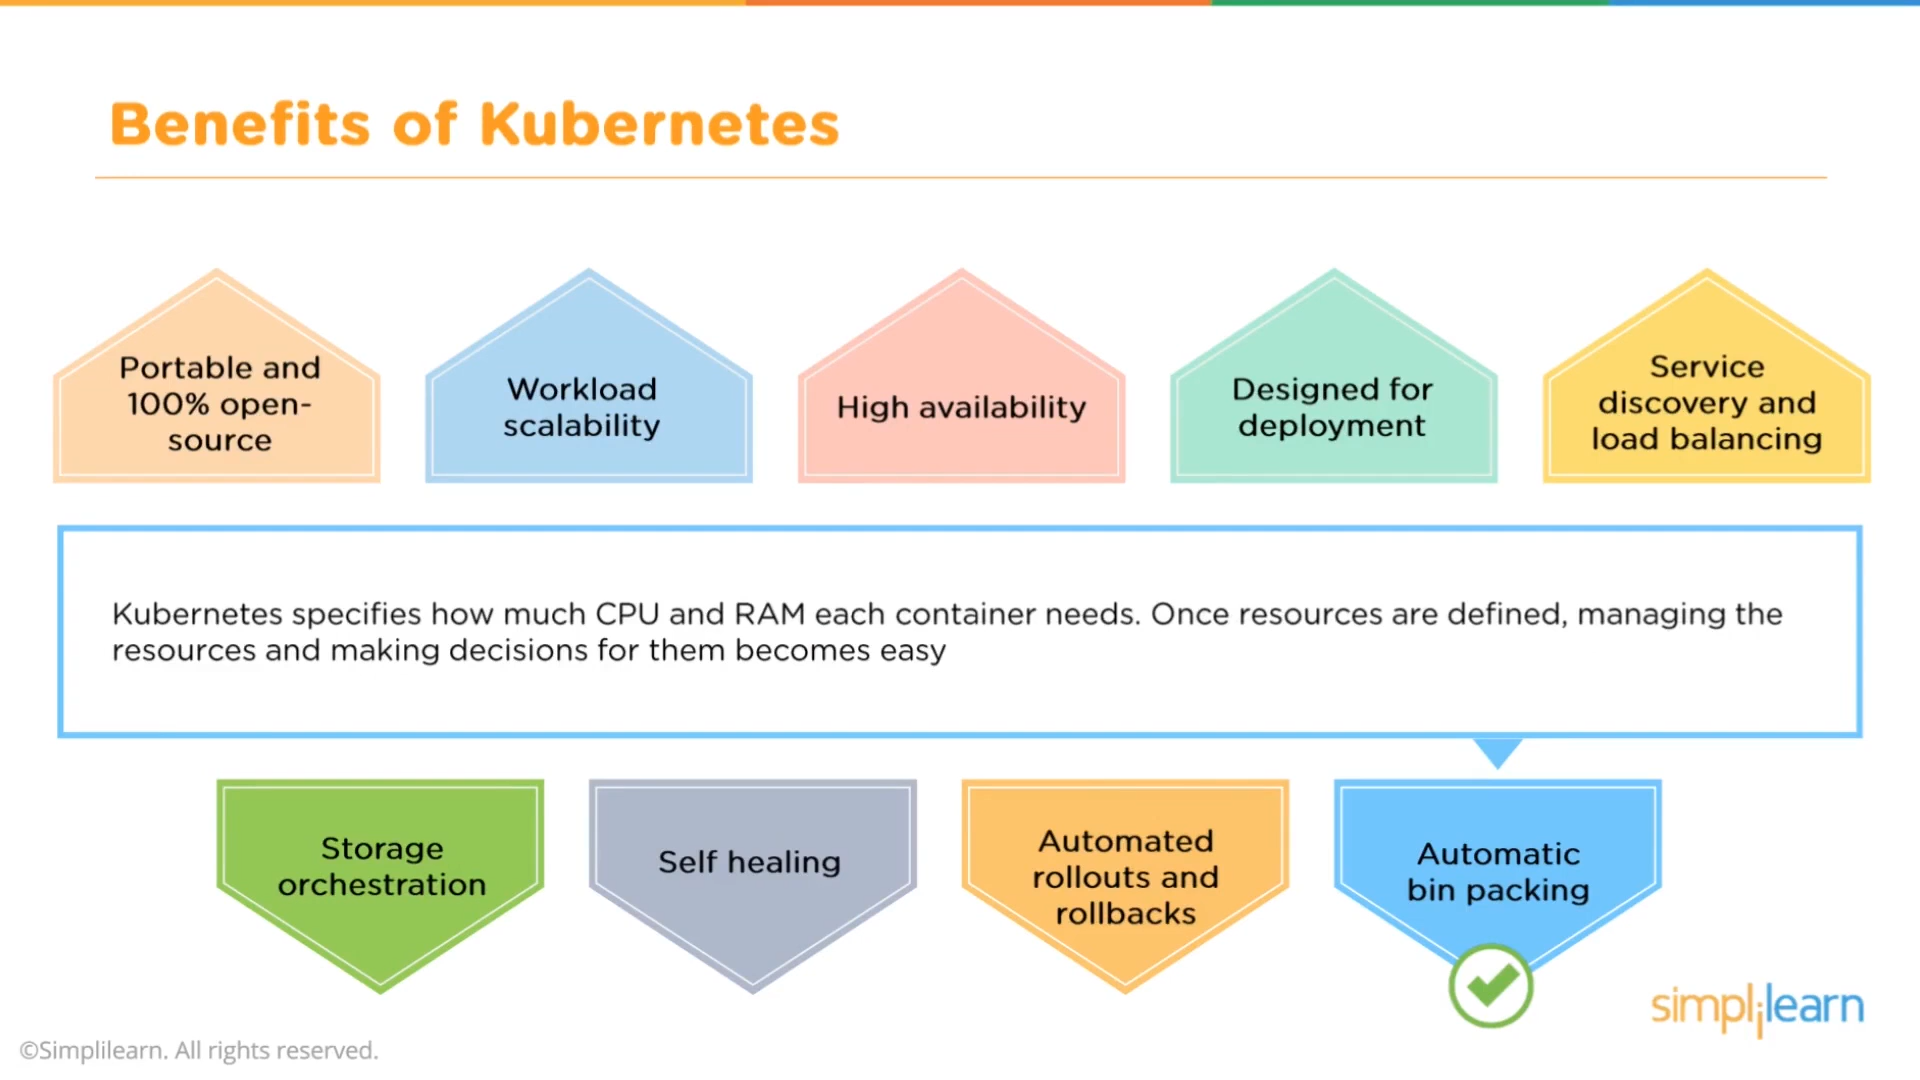 Benefits of Kubernetes
Portable and
100% open-
source
Workload
scalability
High availability
Designed for
deployment
Service
discovery and
load balancing
Kubernetes specifies how much CPU and RAM each container needs. Once resources are defined, managing the
resources and making decisions for them becomes easy
Storage
orchestration
Self healing
Automated
rollouts and
rollbacks
Automatic
bin packing
simplilearn
©Simplilearn. All rights reserved.